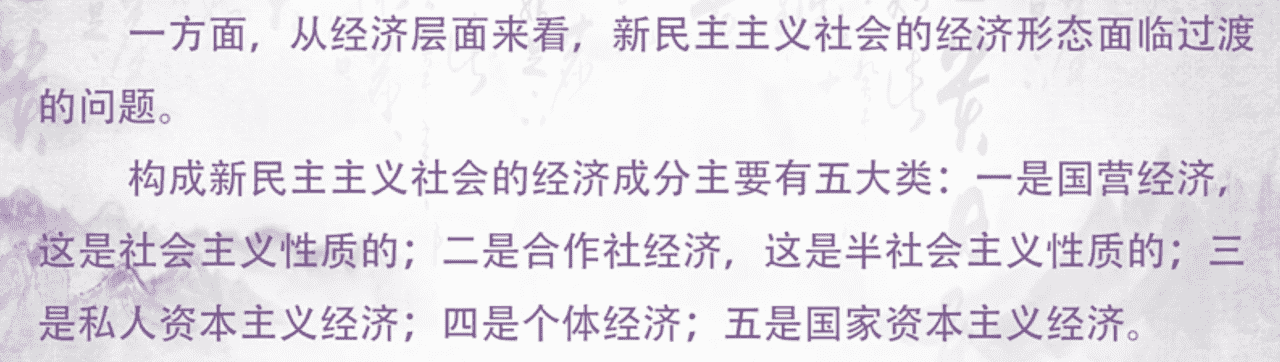 一方面，从经济层面来看，新民主主义社会的经济形态面临过渡
的问题。
构成新民主主义社会的经济成分主要有五大类：一是国营经济，
这是社会主义性质的；二是合作社经济，这是半社会主义性质的；三
是私人资本主义经济；四是个体经济；五是国家资本主义经济。